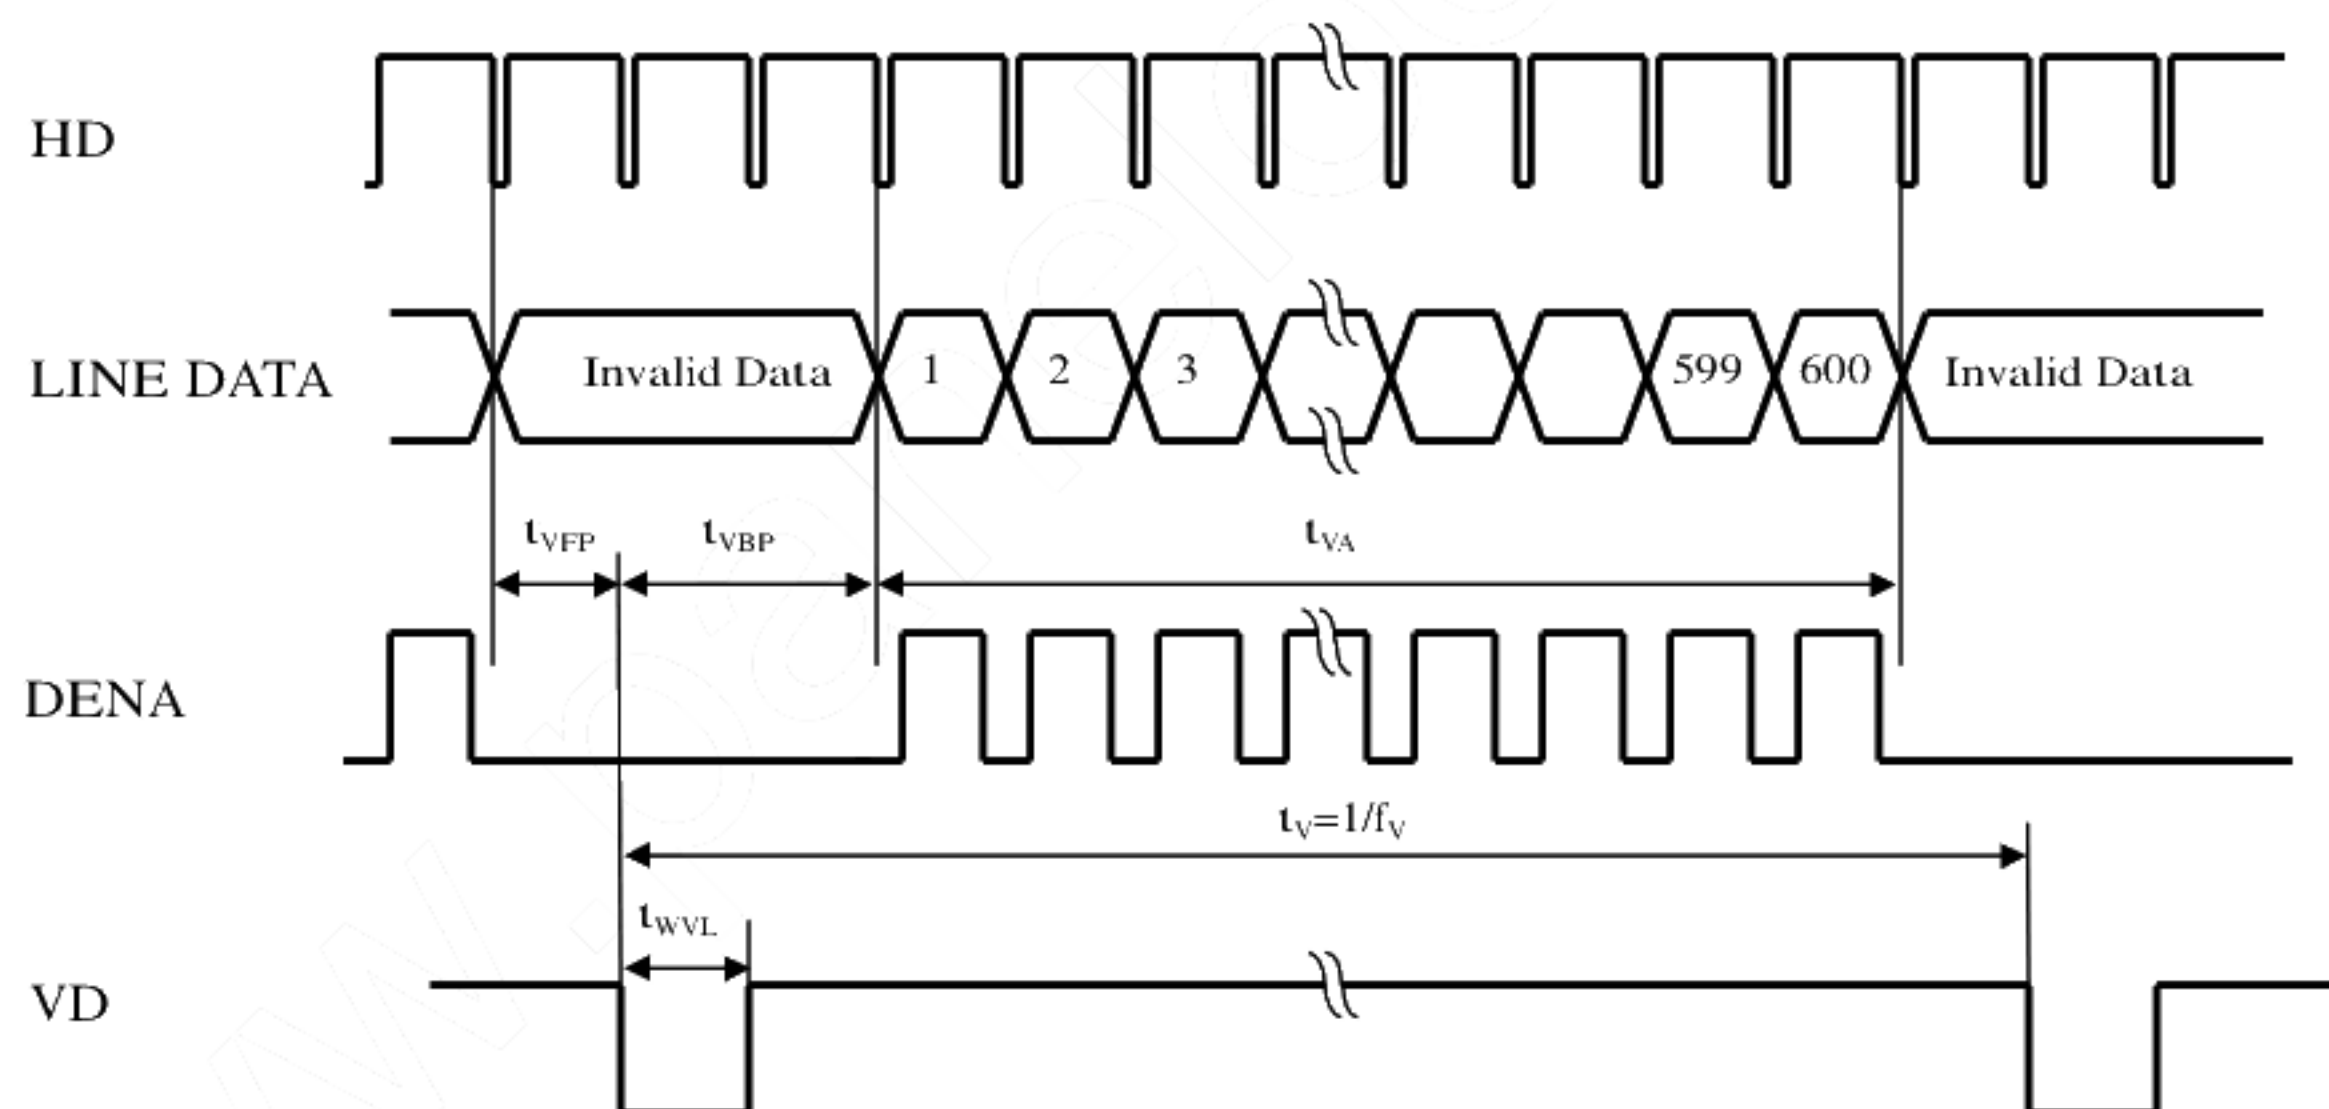 HD
LINE DATA
Invalid Data 1 2 3 599 600 Invalid Data
tVFP tVBP tVA
DENA
tV=1/fV
tWVL
VD